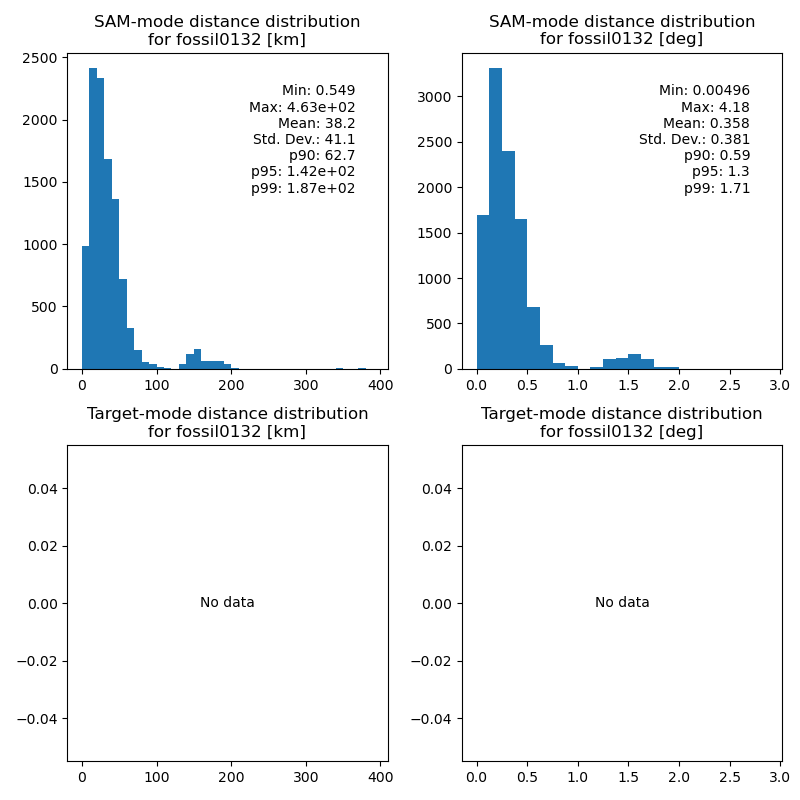 SAM-mode distance distribution
for fossil0132 [km]
2500
2000
1500
1000
500
0
0 100 200 300 400
Min: 0.549
Max: 4.63e+02
Mean: 38.2
Std. Dev.: 41.1
p90: 62.7
p95: 1.42e+02
p99: 1.87e+02
SAM-mode distance distribution
for fossil0132 [deg]
3000
2500
2000
1500
1000
500
0
0.0 0.5 1.0 1.5 2.0 2.5 3.0
Min: 0.00496
Max: 4.18
Mean: 0.358
Std. Dev.: 0.381
p90: 0.59
p95: 1.3
p99: 1.71
Target-mode distance distribution
for fossil0132 [km]
0.04
0.02
0.00
−0.02
−0.04
No data
0 100 200 300 400
Target-mode distance distribution
for fossil0132 [deg]
0.04
0.02
0.00
−0.02
−0.04
No data
0.0 0.5 1.0 1.5 2.0 2.5 3.0